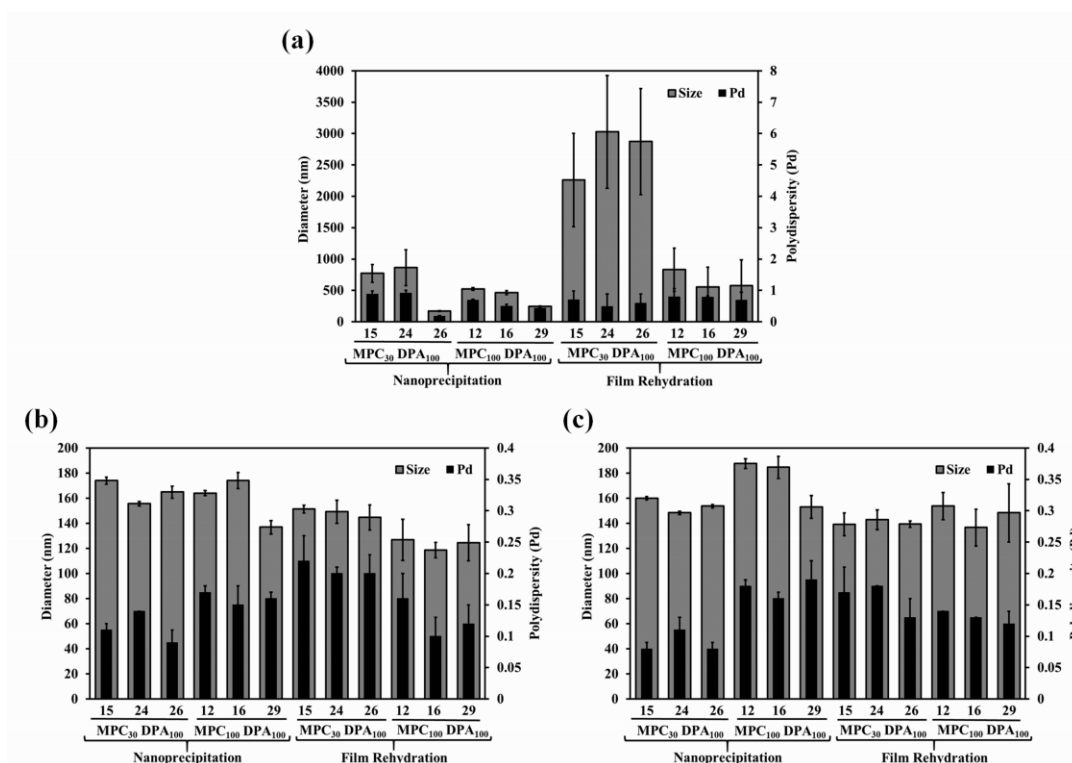 (a)
4000
3500
3000
2500
2000
1500
1000
500
0
Diameter (nm)
Size Pd
8
7
6
5
4
3
2
1
0
Polydispersity (Pd)
15 24 26 12 16 29 15 24 26 12 16 29
MPC30 DPA100 MPC100 DPA100 MPC30 DPA100 MPC100 DPA100
Nanoprecipitation Film Rehydration
(b)
200
180
160
140
120
100
80
60
40
20
0
Diameter (nm)
Size Pd
0.4
0.35
0.3
0.25
0.2
0.15
0.1
0.05
0
Polydispersity (Pd)
15 24 26 12 16 29 15 24 26 12 16 29
MPC30 DPA100 MPC100 DPA100 MPC30 DPA100 MPC100 DPA100
Nanoprecipitation Film Rehydration
(c)
200
180
160
140
120
100
80
60
40
20
0
Diameter (nm)
Size Pd
0.4
0.35
0.3
0.25
0.2
0.15
0.1
0.05
0
15 24 26 12 16 29 15 24 26 12 16 29
MPC30 DPA100 MPC100 DPA100 MPC30 DPA100 MPC100 DPA100
Nanoprecipitation Film Rehydration